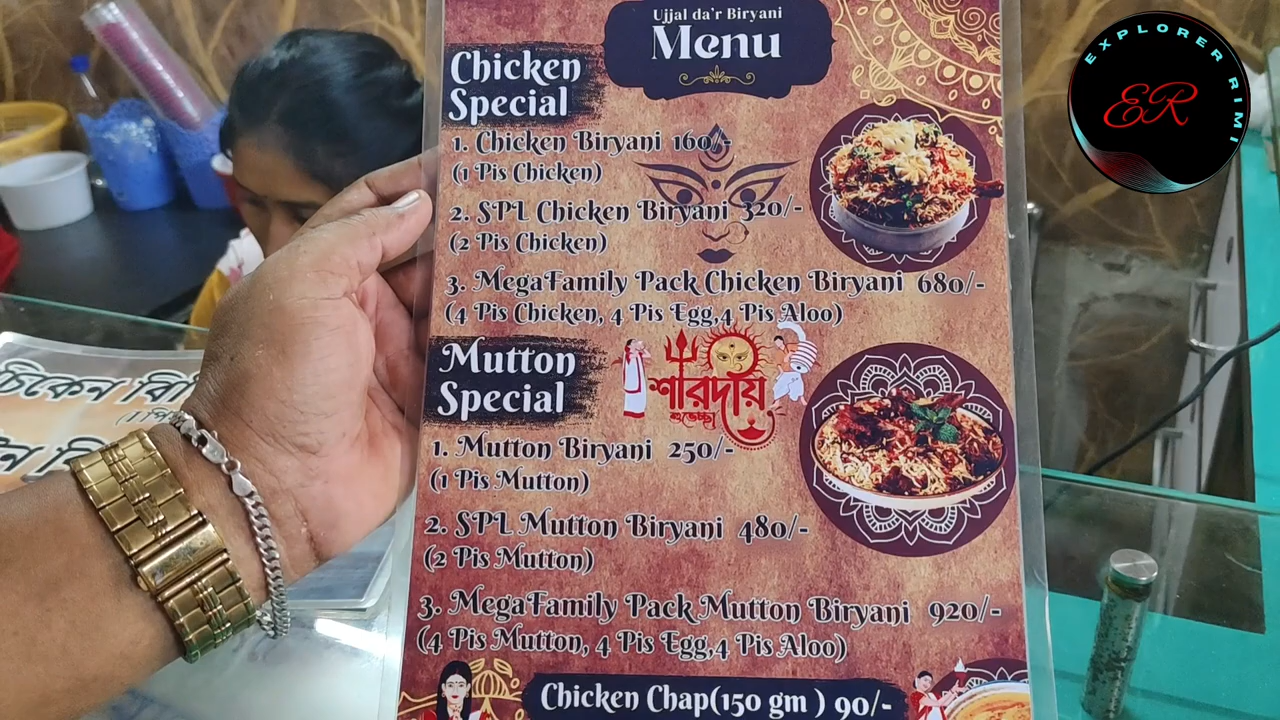 Ujjal da'r Biryani
Menu
Chicken
Special
1. Chicken Biryani 160/-
(1 Pis Chicken)
2. SPL Chicken Biryani 320/-
(2 Pis Chicken)
3. MegaFamily Pack Chicken Biryani 680/-
(4 Pis Chicken, 4 Pis Egg,4 Pis Aloo)
শারদীয়
শুভেচ্ছা
Mutton
Special
1. Mutton Biryani 250/-
(1 Pis Mutton)
2. SPL Mutton Biryani 480/-
(2 Pis Mutton)
3. MegaFamily Pack Mutton Biryani 920/-
(4 Pis Mutton, 4 Pis Egg,4 Pis Aloo)
Chicken Chap(150 gm ) 90/-
চিকেন বি
EXPLORER RIMI
ER